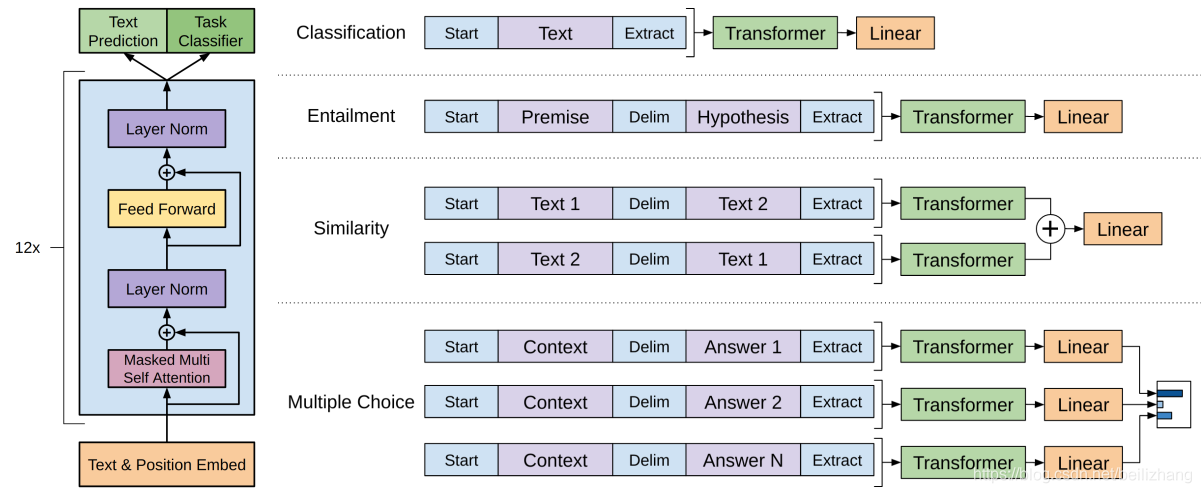 Text Prediction
Task Classifier
12x
Layer Norm
Feed Forward
Layer Norm
Masked Multi
Self Attention
Text & Position Embed
Classification
Start Text Extract Transformer Linear
Entailment
Start Premise Delim Hypothesis Extract Transformer Linear
Similarity
Start Text 1 Delim Text 2 Extract Transformer
+ Linear
Start Text 2 Delim Text 1 Extract Transformer
Multiple Choice
Start Context Delim Answer 1 Extract Transformer Linear
Start Context Delim Answer 2 Extract Transformer Linear
Start Context Delim Answer N Extract Transformer Linear
https://blog.csdn.net/beilizhang